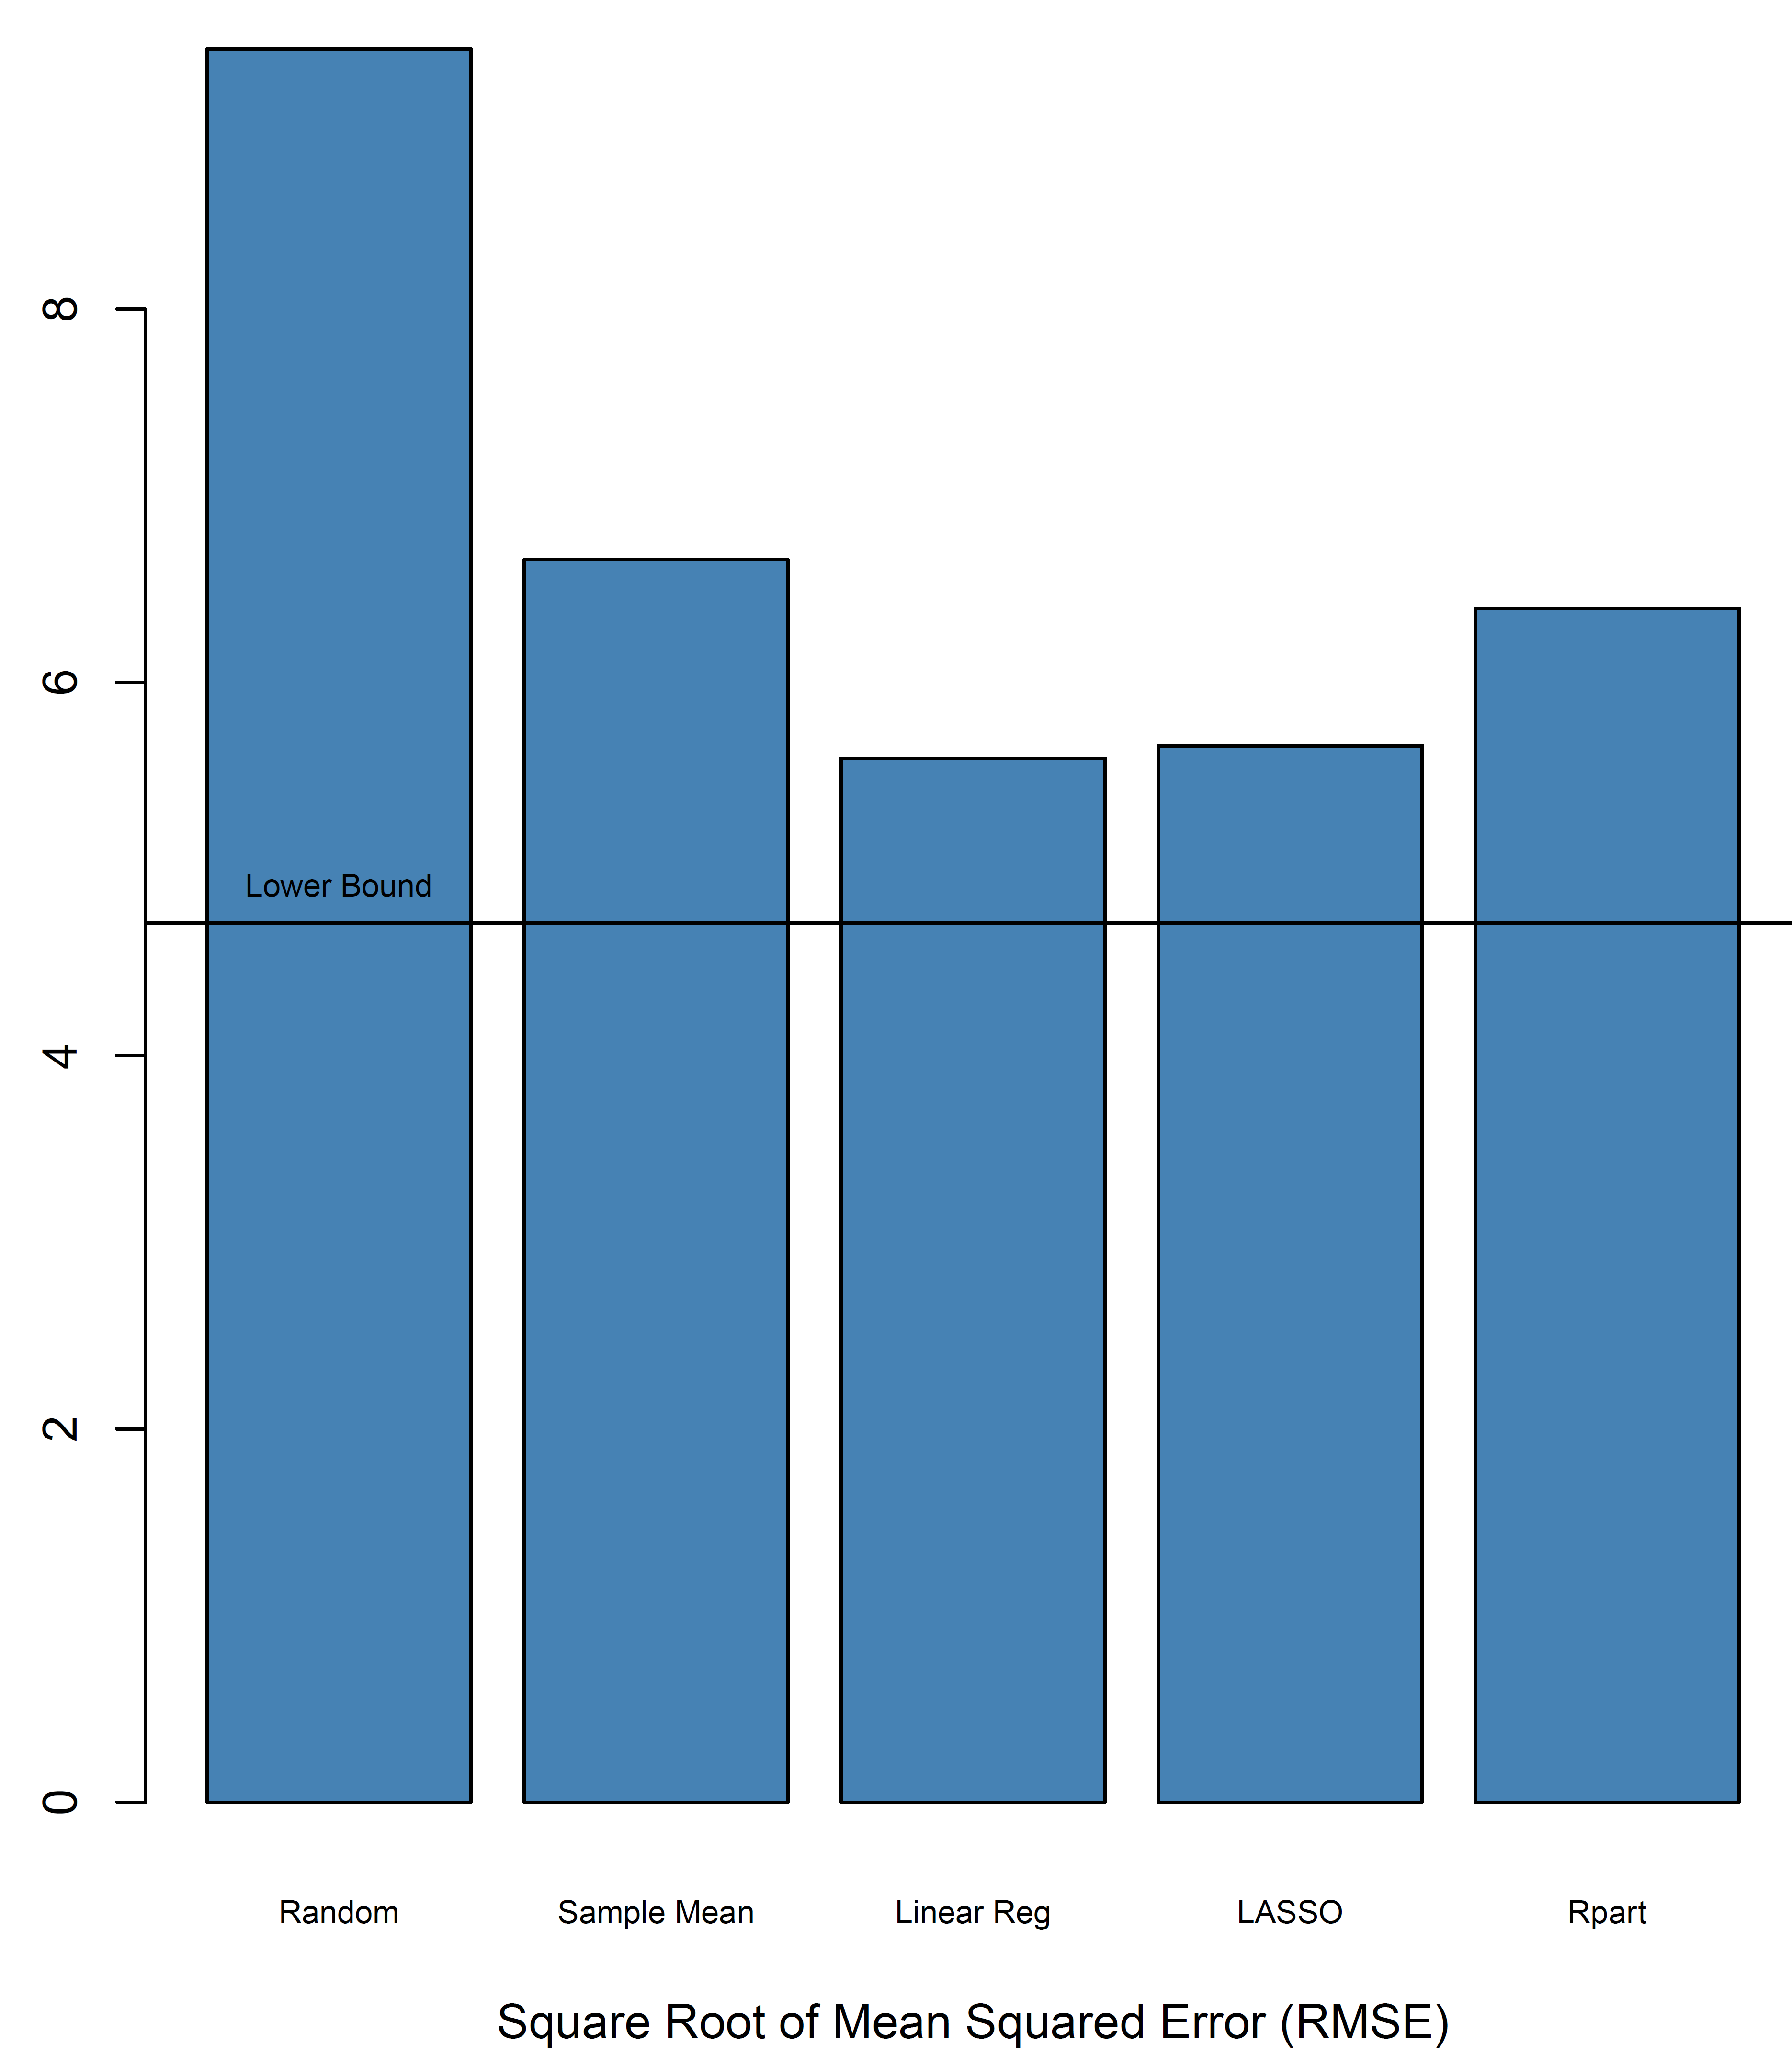 8
6
4
2
0
Lower Bound
Random Sample Mean Linear Reg LASSO Rpart
Square Root of Mean Squared Error (RMSE)